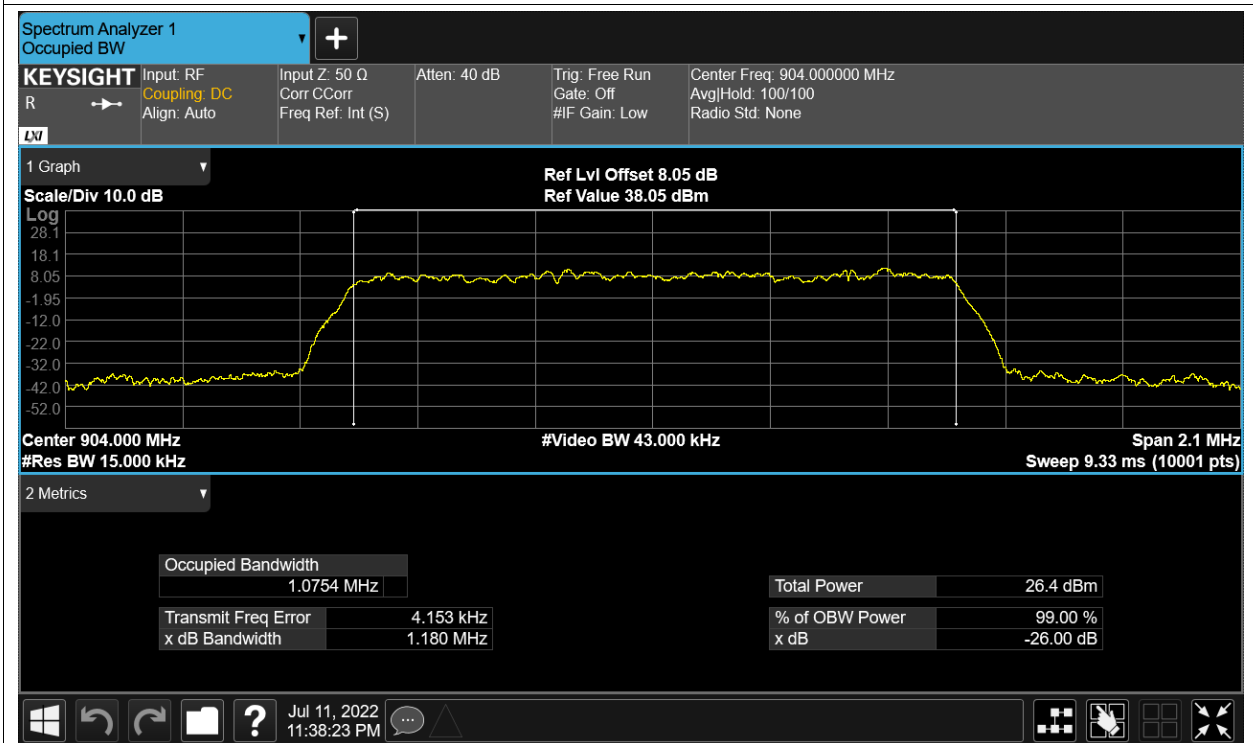 Spectrum Analyzer 1
Occupied BW
▼
+
KEYSIGHT Input: RF Input Z: 50 Ω Atten: 40 dB Trig: Free Run Center Freq: 904.000000 MHz
R Coupling: DC Corr CCorr Gate: Off Avg|Hold: 100/100
Align: Auto Freq Ref: Int (S) #IF Gain: Low Radio Std: None
LXI
1 Graph ▼
Ref Lvl Offset 8.05 dB
Scale/Div 10.0 dB Ref Value 38.05 dBm
Log
28.1
18.1
8.05
-1.95
-12.0
-22.0
-32.0
-42.0
-52.0
Center 904.000 MHz #Video BW 43.000 kHz Span 2.1 MHz
#Res BW 15.000 kHz Sweep 9.33 ms (10001 pts)
2 Metrics ▼
Occupied Bandwidth
1.0754 MHz Total Power 26.4 dBm
Transmit Freq Error 4.153 kHz % of OBW Power 99.00 %
x dB Bandwidth 1.180 MHz x dB -26.00 dB
? Jul 11, 2022
11:38:23 PM